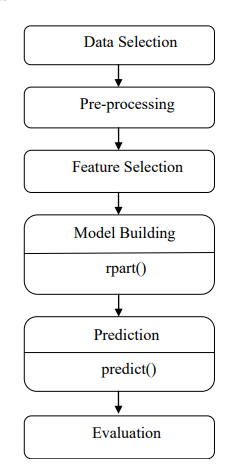 Data Selection
Pre-processing
Feature Selection
Model Building
rpart()
Prediction
predict()
Evaluation